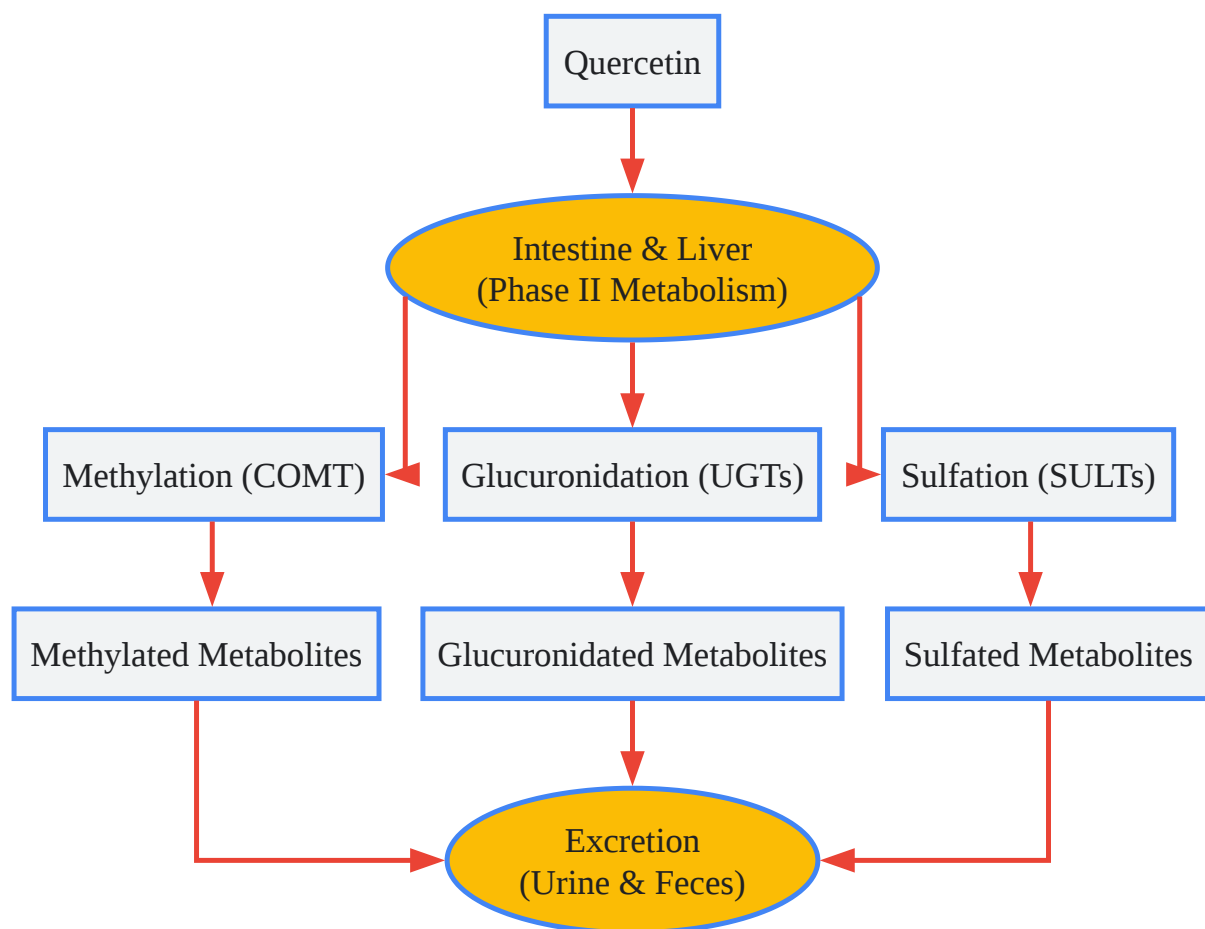 Quercetin
Intestine & Liver
(Phase II Metabolism)
Methylation (COMT)
Glucuronidation (UGTs)
Sulfation (SULTs)
Methylated Metabolites
Glucuronidated Metabolites
Sulfated Metabolites
Excretion
(Urine & Feces)